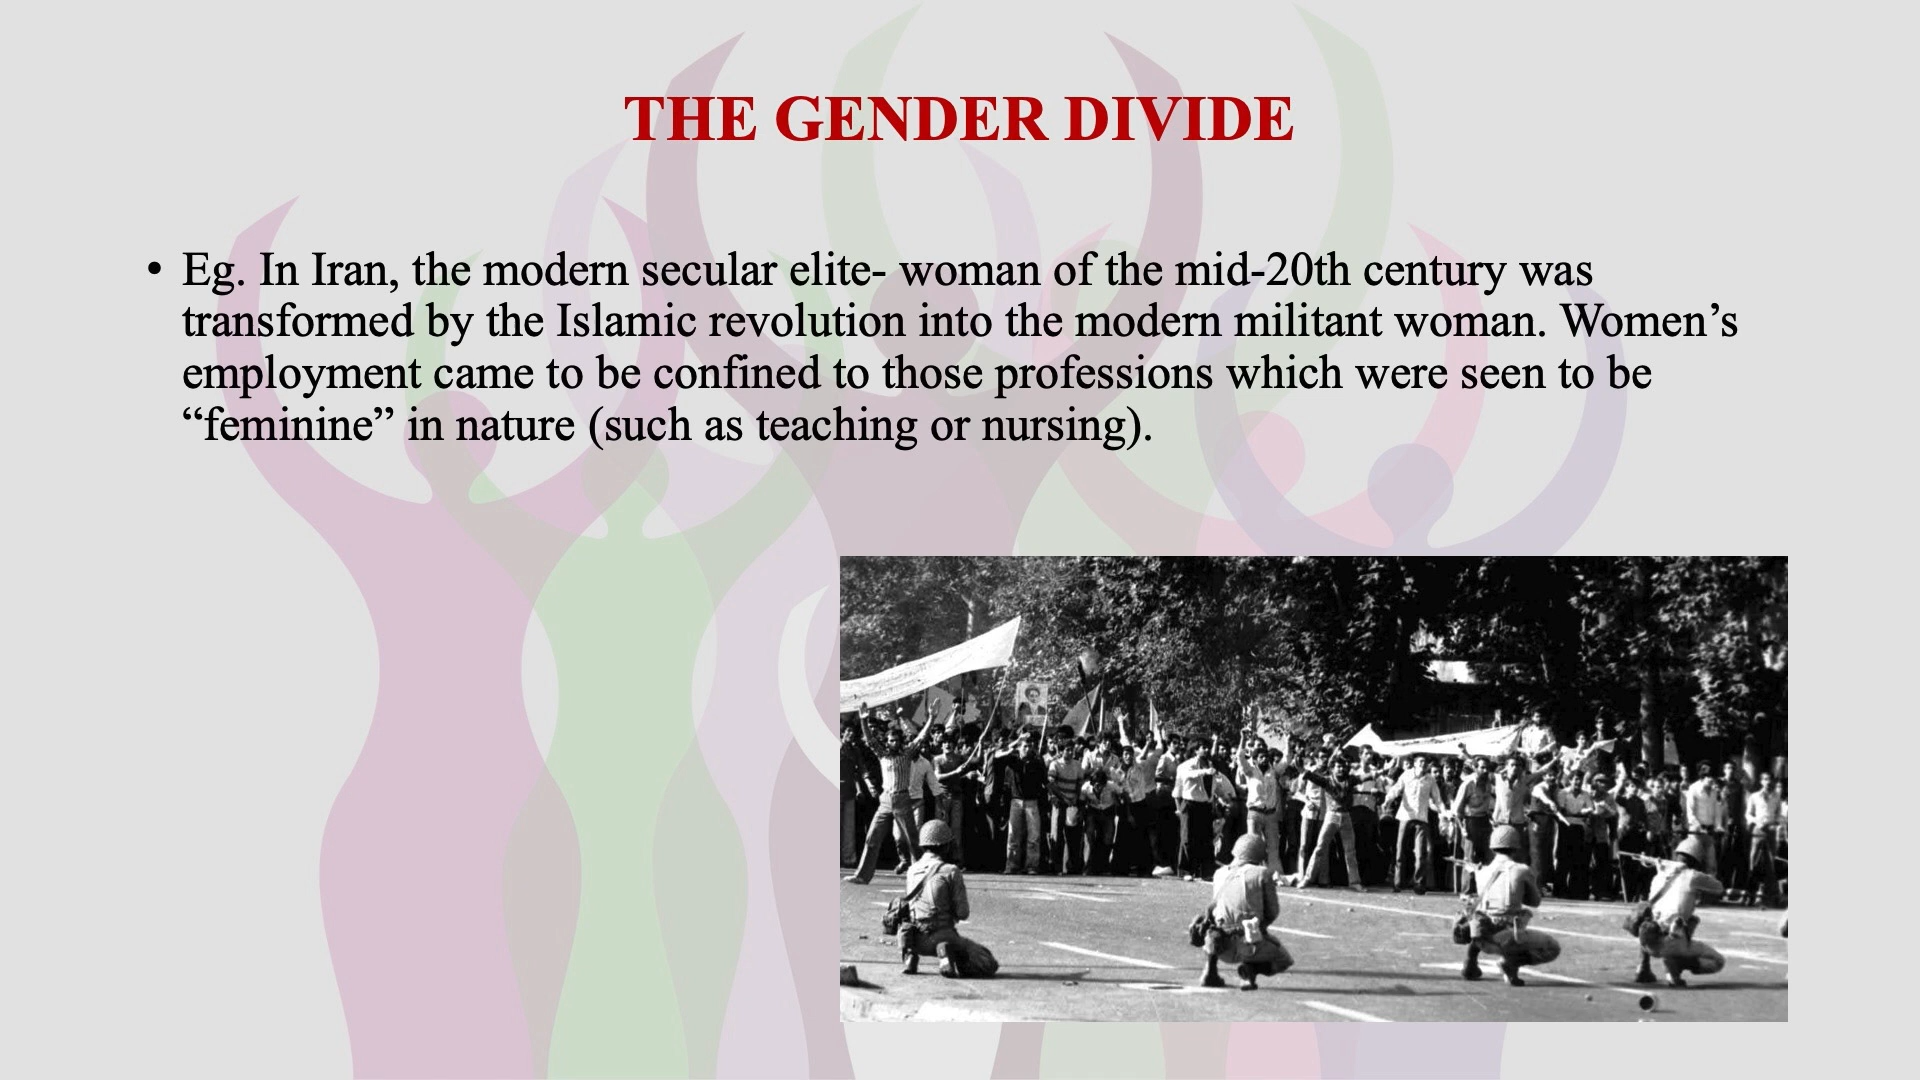 THE GENDER DIVIDE
• Eg. In Iran, the modern secular elite- woman of the mid-20th century was
transformed by the Islamic revolution into the modern militant woman. Women’s
employment came to be confined to those professions which were seen to be
“feminine” in nature (such as teaching or nursing).